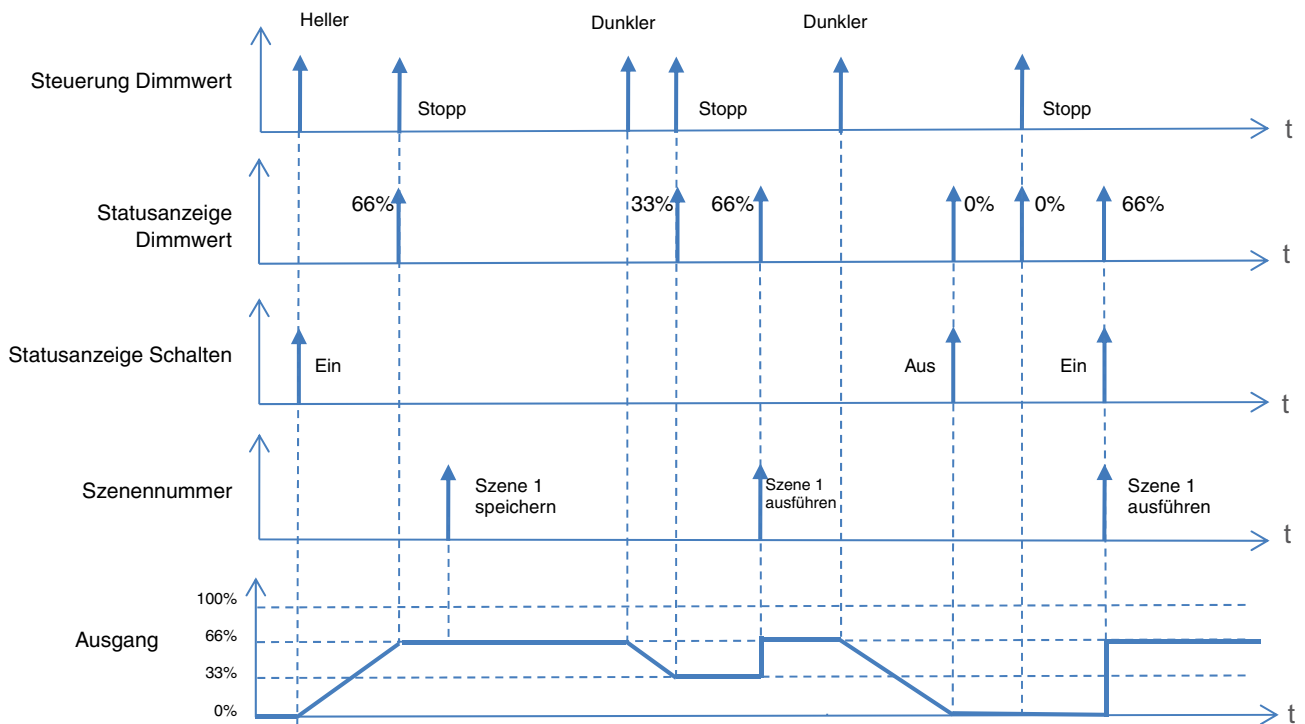 Heller
Dunkler
Dunkler
Steuerung Dimmwert
Stopp
Stopp
Stopp
t
Statusanzeige
Dimmwert
66%
33%
66%
0%
0%
66%
t
Statusanzeige Schalten
Ein
Aus
Ein
t
Szenennummer
Szene 1
speichern
Szene 1
ausführen
Szene 1
ausführen
t
Ausgang
100%
66%
33%
0%
t